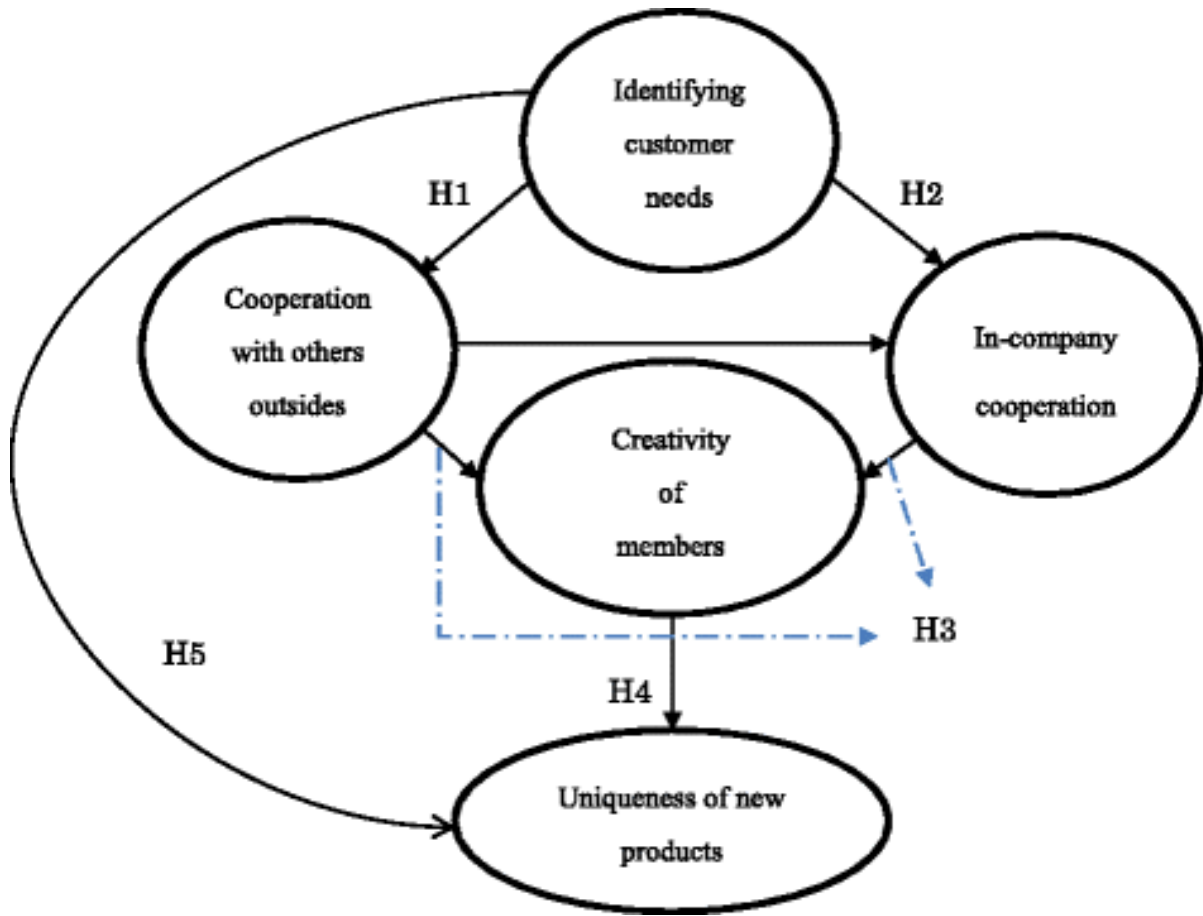 Identifying
customer
needs
H1
H2
Cooperation
with others
outsides
In-company
cooperation
Creativity
of
members
H3
H5
H4
Uniqueness of new
products